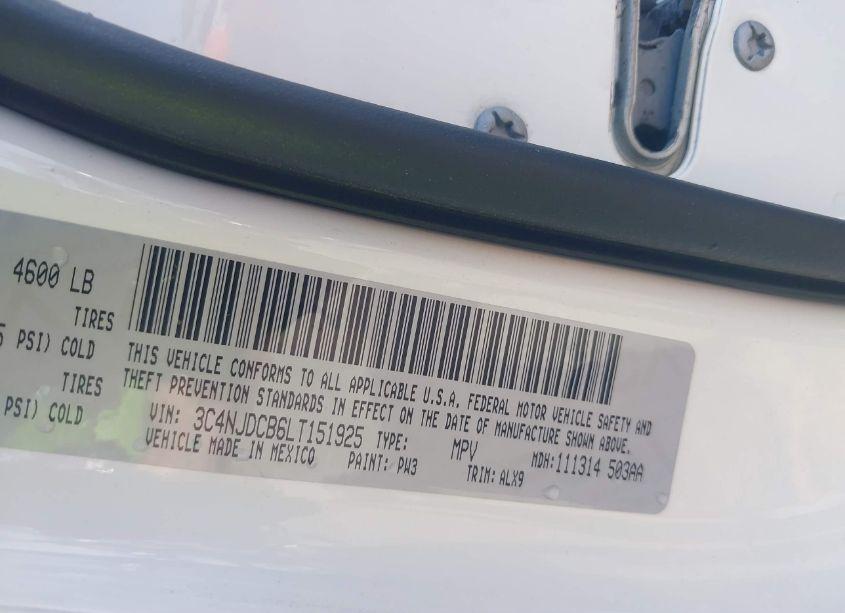 4600 LB
TIRES
5 PSI) COLD
TIRES
PSI) COLD
THIS VEHICLE CONFORMS TO ALL APPLICABLE U.S.A. FEDERAL MOTOR VEHICLE SAFETY AND
THEFT PREVENTION STANDARDS IN EFFECT ON THE DATE OF MANUFACTURE SHOWN ABOVE.
VIN: 3C4NJDCB6LT151925 TYPE: MPV MDH:111314 503AA
VEHICLE MADE IN MEXICO PAINT: PW3 TRIM: ALX9